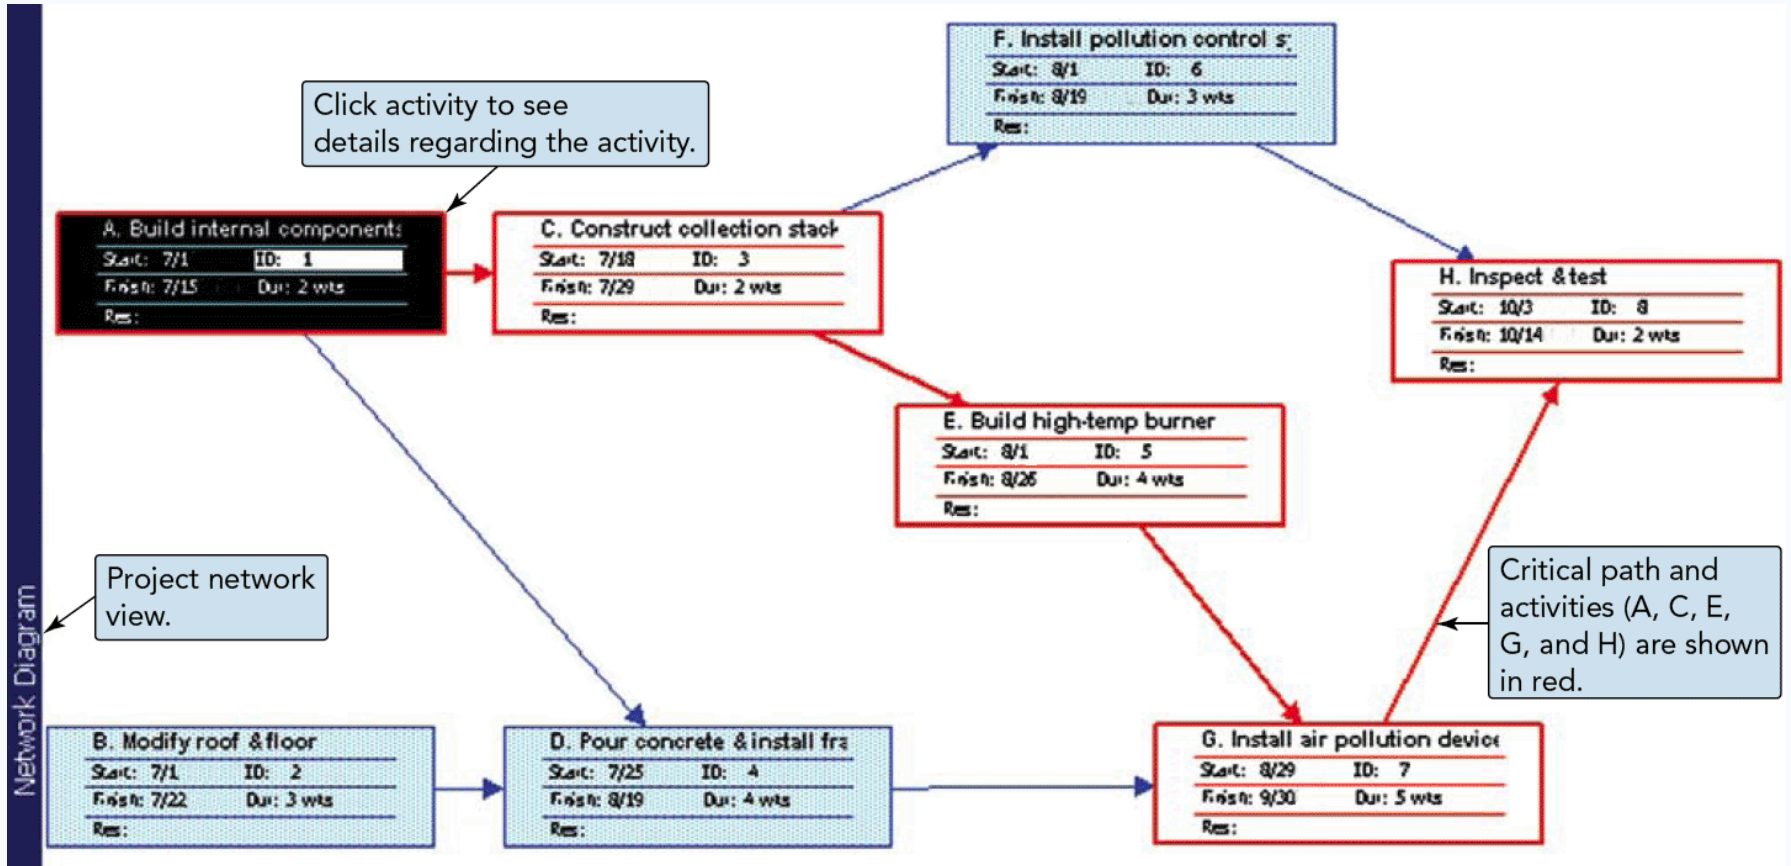 F. Install pollution control s
Start: 8/1 ID: 6
Finish: 8/19 Dur: 3 wks
Res:
Click activity to see
details regarding the activity.
A. Build internal components
Start: 7/1 ID: 1
Finish: 7/15 Dur: 2 wks
Res:
C. Construct collection stack
Start: 7/18 ID: 3
Finish: 7/29 Dur: 2 wks
Res:
H. Inspect & test
Start: 10/3 ID: 8
Finish: 10/14 Dur: 2 wks
Res:
E. Build high-temp burner
Start: 8/1 ID: 5
Finish: 8/26 Dur: 4 wks
Res:
Project network
view.
Critical path and
activities (A, C, E,
G, and H) are shown
in red.
Network Diagram
B. Modify roof & floor
Start: 7/1 ID: 2
Finish: 7/22 Dur: 3 wks
Res:
D. Pour concrete & install fra
Start: 7/25 ID: 4
Finish: 8/19 Dur: 4 wks
Res:
G. Install air pollution device
Start: 8/29 ID: 7
Finish: 9/30 Dur: 5 wks
Res: